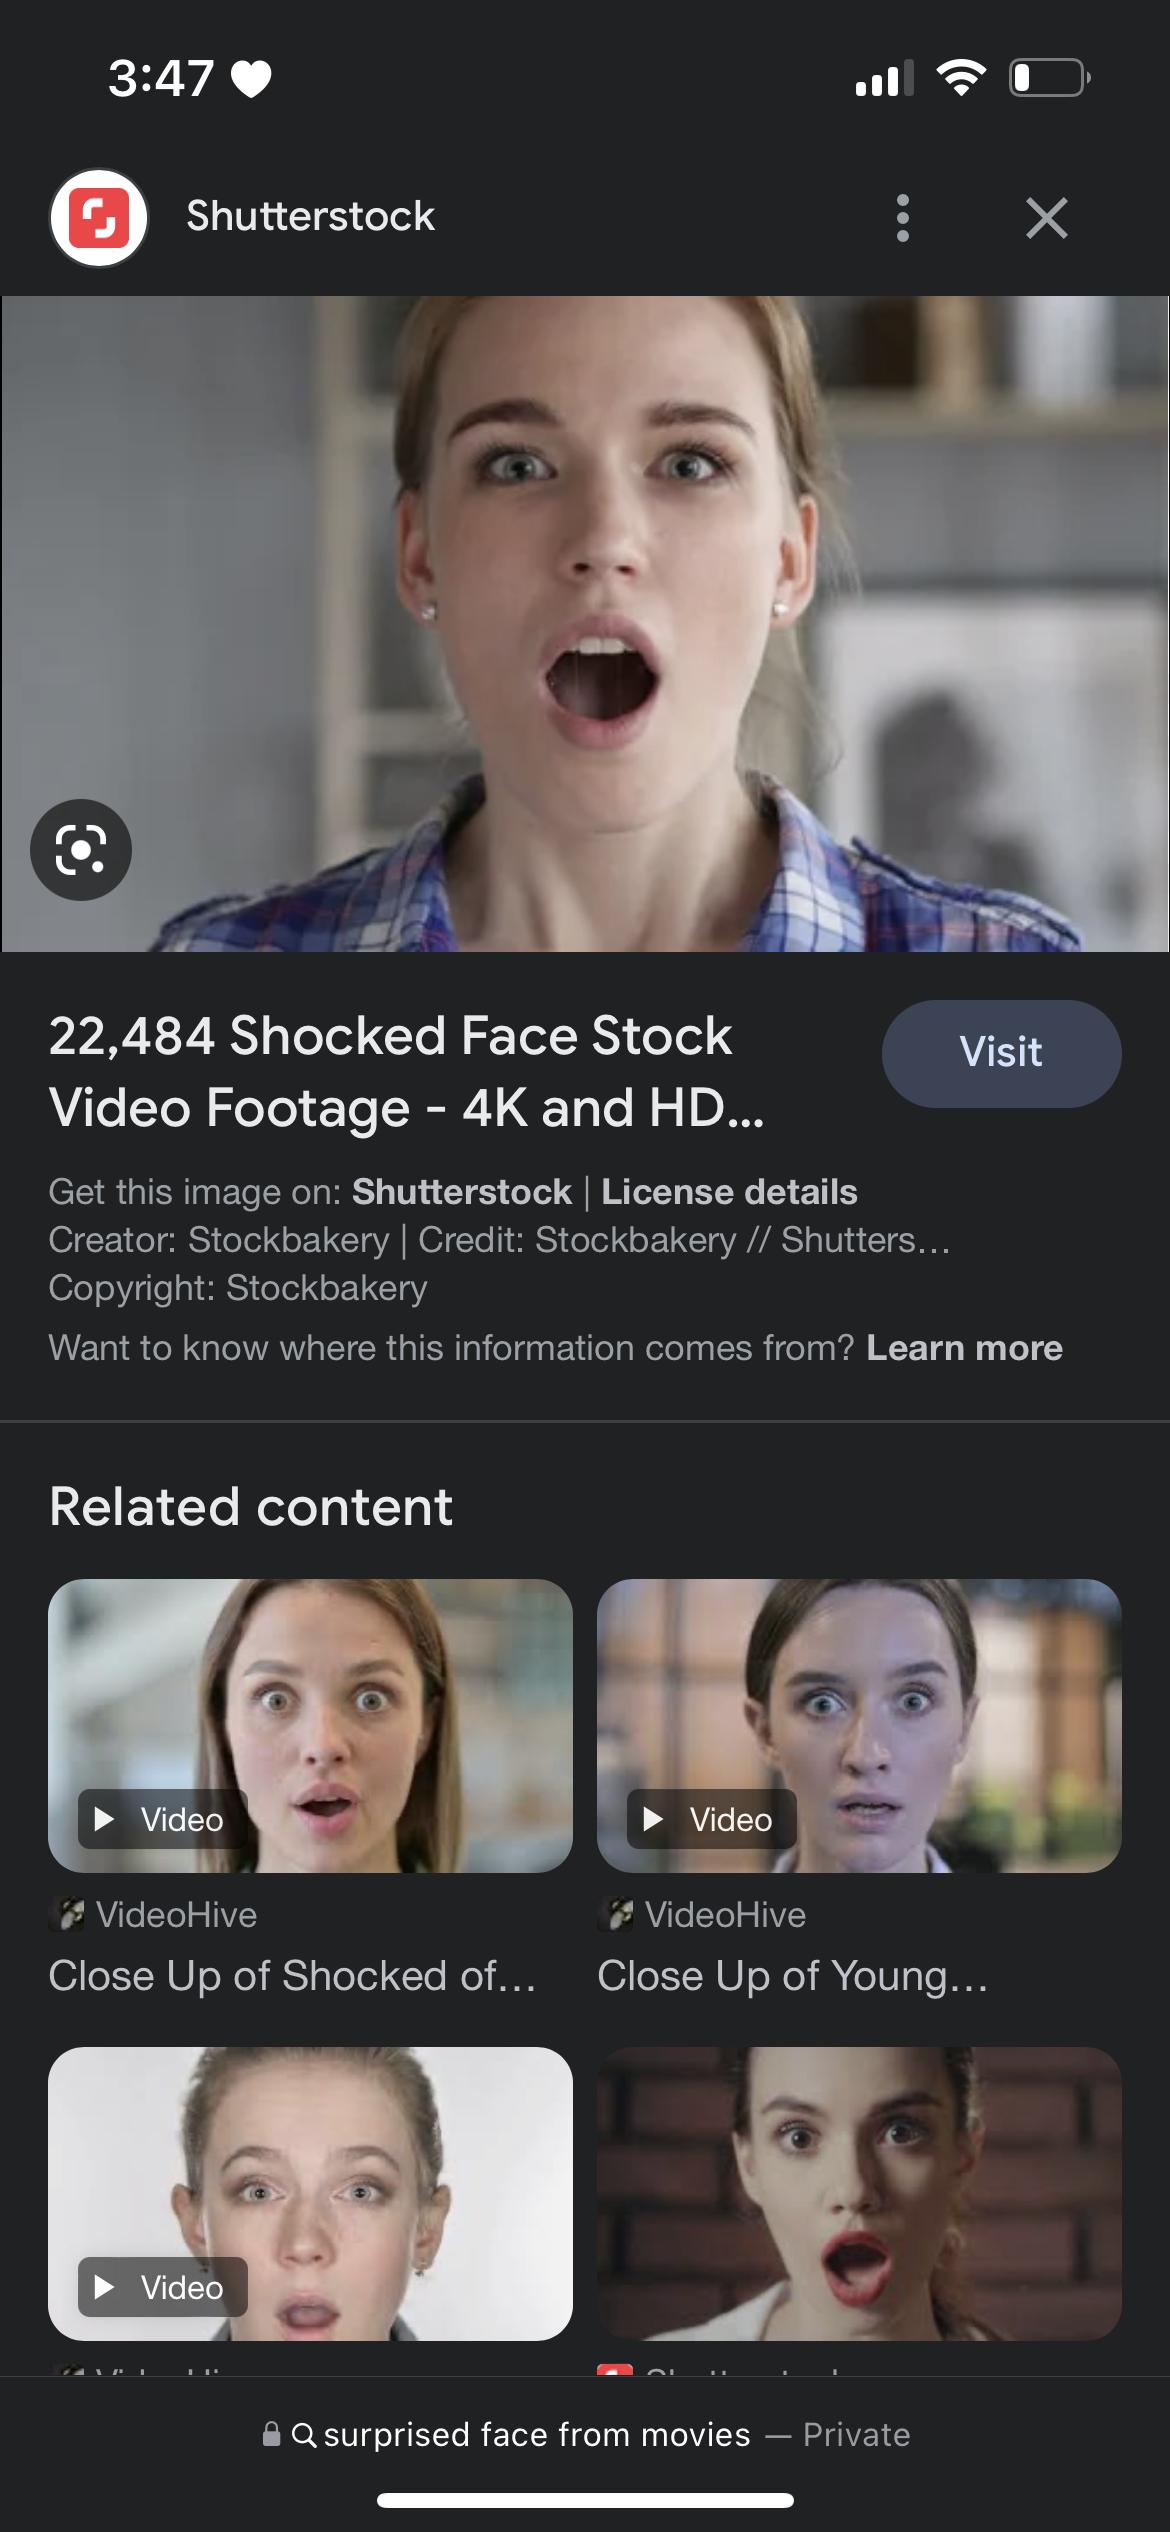 3:47
Shutterstock
22,484 Shocked Face Stock
Video Footage - 4K and HD...
Visit
Get this image on: Shutterstock | License details
Creator: Stockbakery | Credit: Stockbakery // Shutters...
Copyright: Stockbakery
Want to know where this information comes from? Learn more
Related content
Video
Video
VideoHive
VideoHive
Close Up of Shocked of...
Close Up of Young...
Video
surprised face from movies — Private